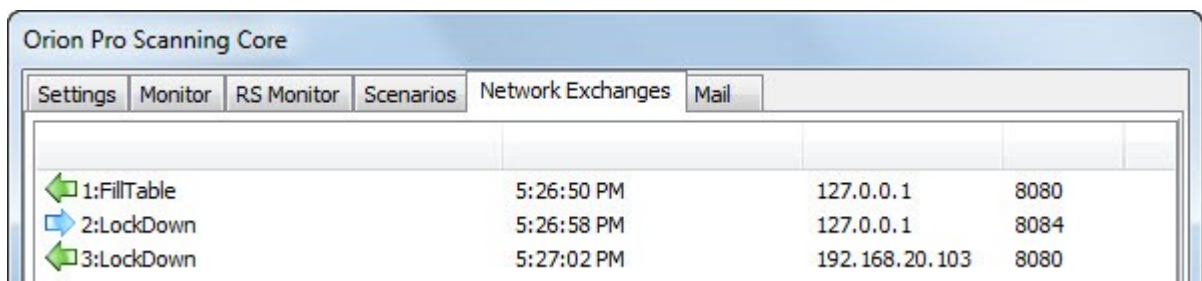 Orion Pro Scanning Core
Settings Monitor RS Monitor Scenarios Network Exchanges Mail
1:FillTable 5:26:50 PM 127.0.0.1 8080
2:LockDown 5:26:58 PM 127.0.0.1 8084
3:LockDown 5:27:02 PM 192.168.20.103 8080